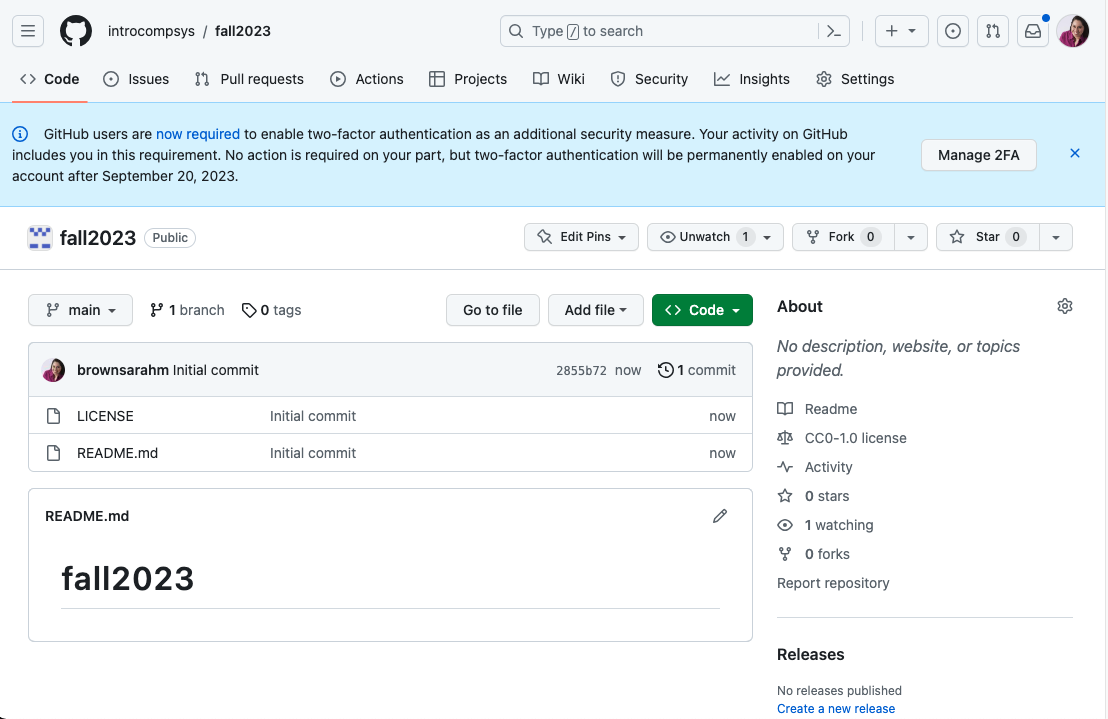 introcompsys / fall2023
Type / to search
Code
Issues
Pull requests
Actions
Projects
Wiki
Security
Insights
Settings
GitHub users are now required to enable two-factor authentication as an additional security measure. Your activity on GitHub
includes you in this requirement. No action is required on your part, but two-factor authentication will be permanently enabled on your
account after September 20, 2023.
Manage 2FA
fall2023 Public
Edit Pins
Unwatch 1
Fork 0
Star 0
main
1 branch
0 tags
Go to file
Add file
Code
brownsarahm Initial commit
2855b72 now
1 commit
LICENSE Initial commit now
README.md Initial commit now
README.md
fall2023
About
No description, website, or topics
provided.
Readme
CC0-1.0 license
Activity
0 stars
1 watching
0 forks
Report repository
Releases
No releases published
Create a new release